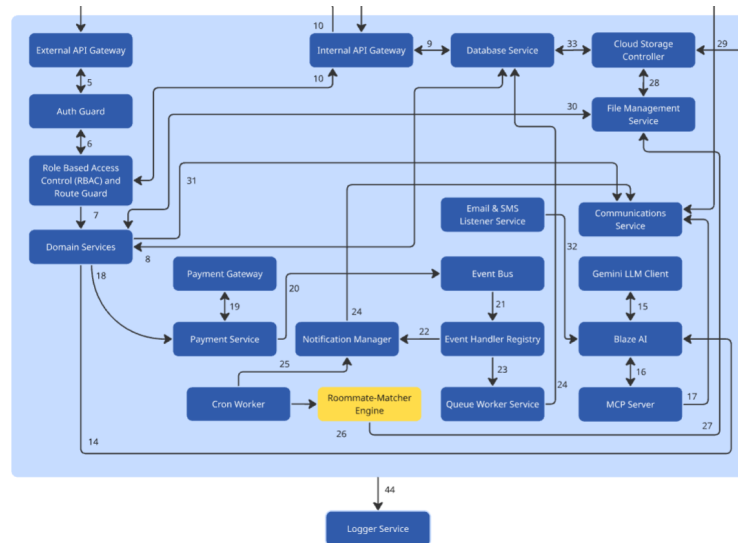 10
External API Gateway
Internal API Gateway
9
Database Service
33
Cloud Storage
Controller
29
5
10
28
Auth Guard
30
File Management
Service
6
Role Based Access
Control (RBAC) and
Route Guard
31
7
Email & SMS
Listener Service
Communications
Service
Domain Services
8
32
18
Payment Gateway
20
Event Bus
Gemini LLM Client
19
24
21
15
Payment Service
Notification Manager
22
Event Handler Registry
Blaze AI
25
23
24
16
Cron Worker
Roommate-Matcher
Engine
Queue Worker Service
MCP Server
17
26
27
14
44
Logger Service